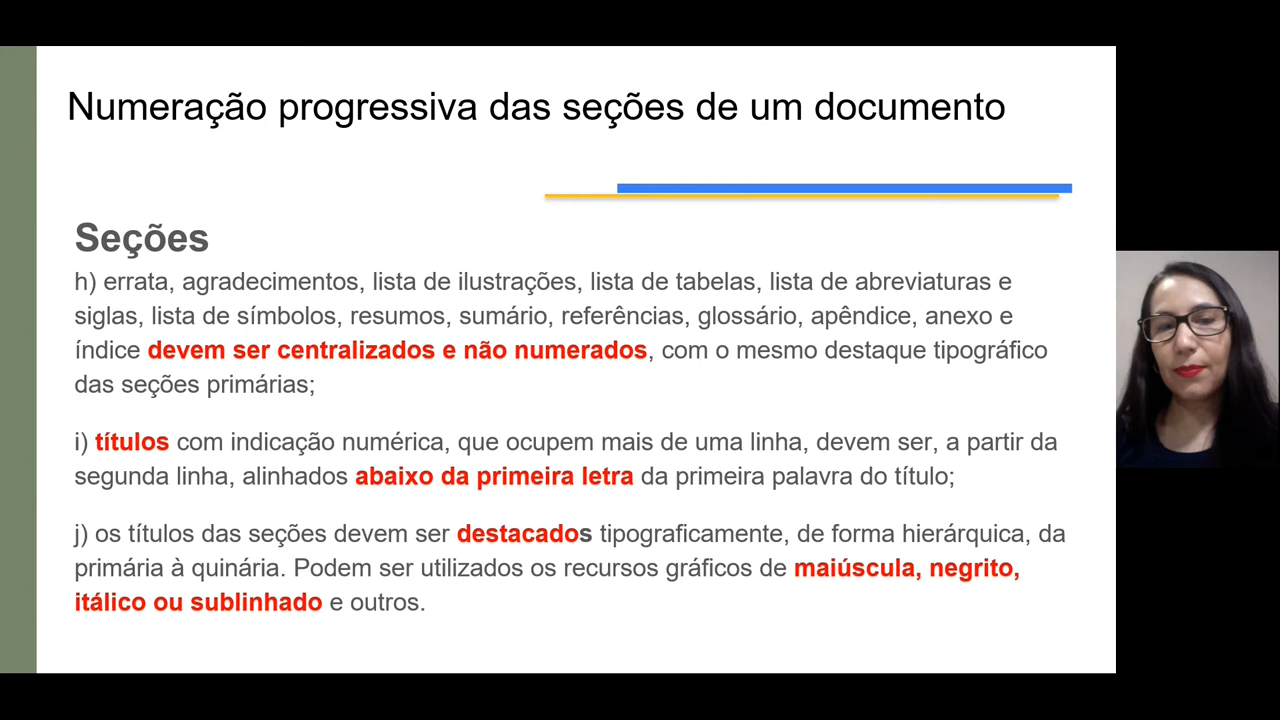 Numeração progressiva das seções de um documento
Seções
h) errata, agradecimentos, lista de ilustrações, lista de tabelas, lista de abreviaturas e
siglas, lista de símbolos, resumos, sumário, referências, glossário, apêndice, anexo e
índice devem ser centralizados e não numerados, com o mesmo destaque tipográfico
das seções primárias;
i) títulos com indicação numérica, que ocupem mais de uma linha, devem ser, a partir da
segunda linha, alinhados abaixo da primeira letra da primeira palavra do título;
j) os títulos das seções devem ser destacados tipograficamente, de forma hierárquica, da
primária à quinária. Podem ser utilizados os recursos gráficos de maiúscula, negrito,
itálico ou sublinhado e outros.